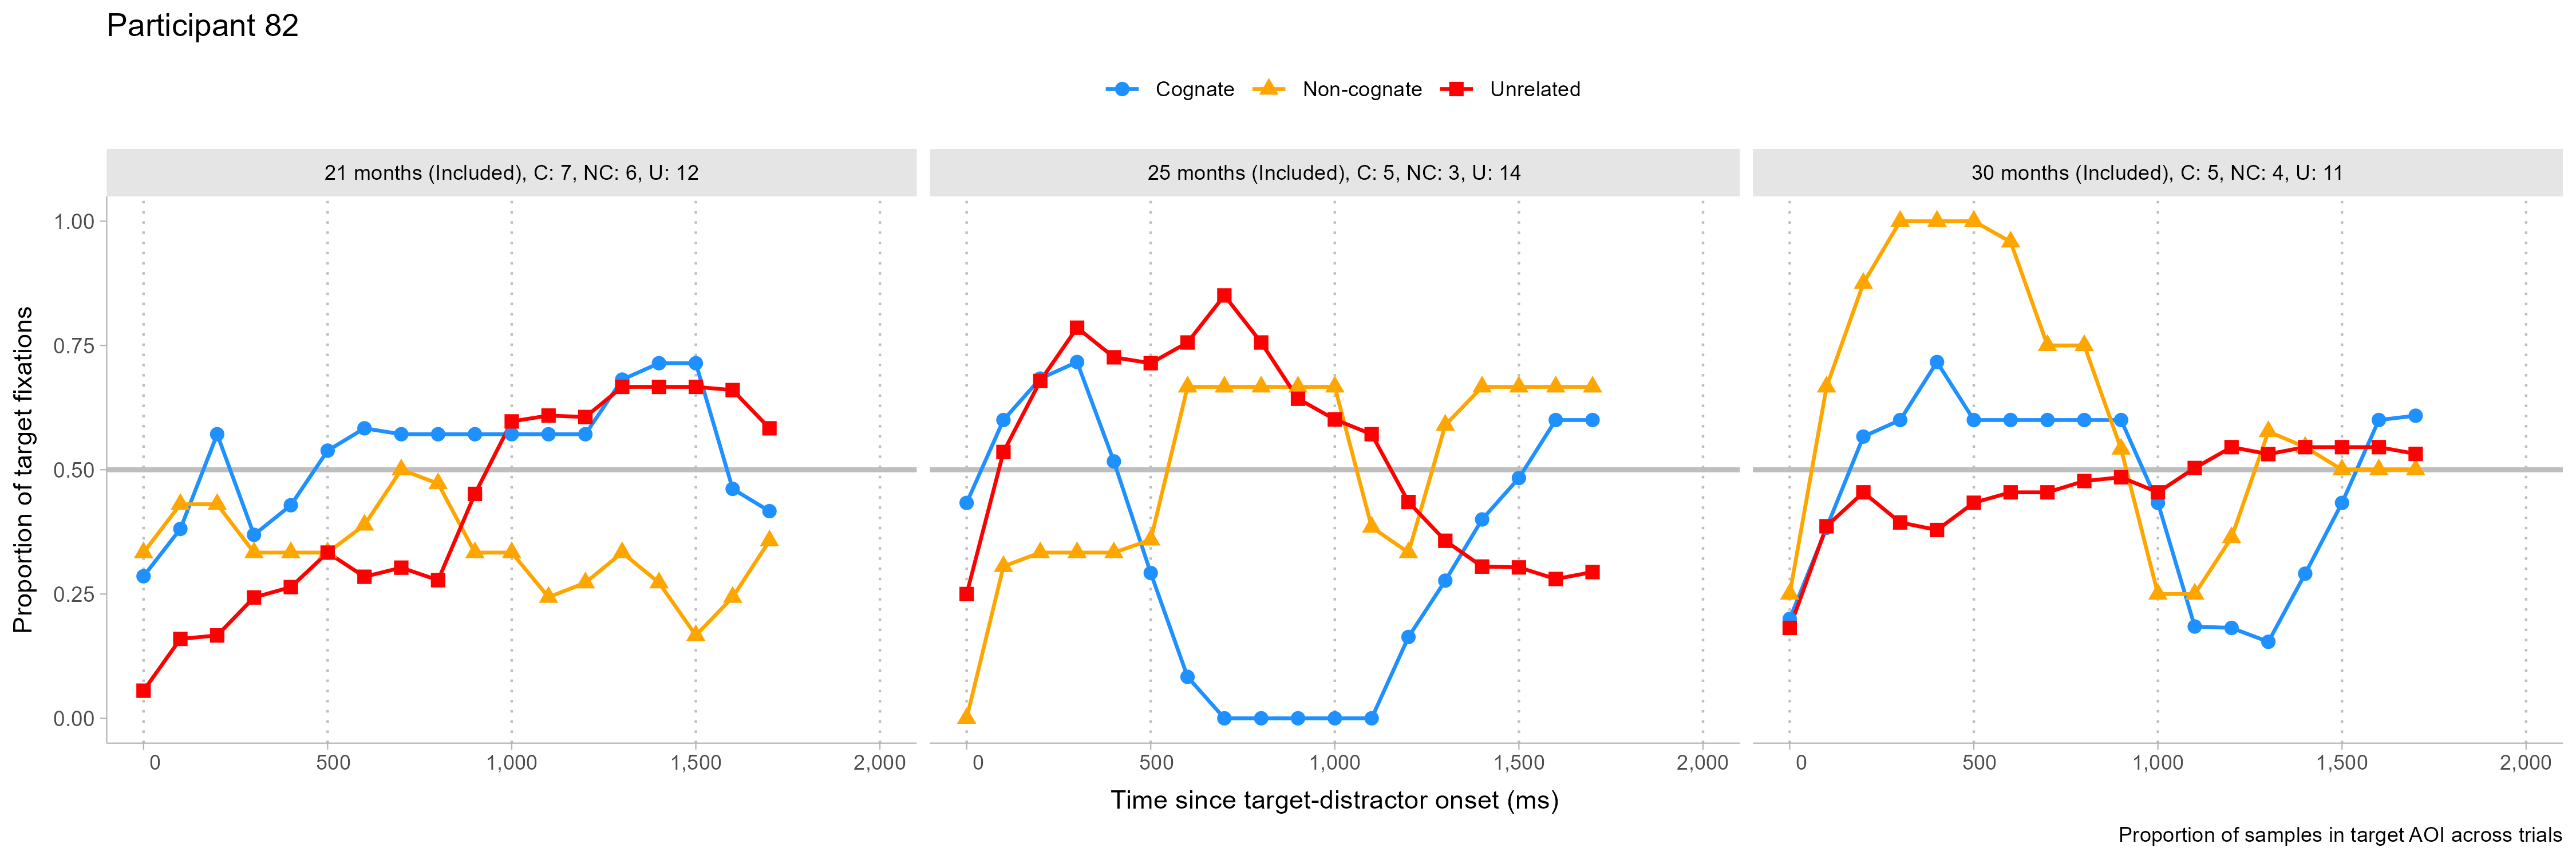 Participant 82
Cognate Non-cognate Unrelated
21 months (Included), C: 7, NC: 6, U: 12
25 months (Included), C: 5, NC: 3, U: 14
30 months (Included), C: 5, NC: 4, U: 11
Proportion of target fixations
1.00
0.75
0.50
0.25
0.00
0 500 1,000 1,500 2,000
0 500 1,000 1,500 2,000
0 500 1,000 1,500 2,000
Time since target-distractor onset (ms)
Proportion of samples in target AOI across trials